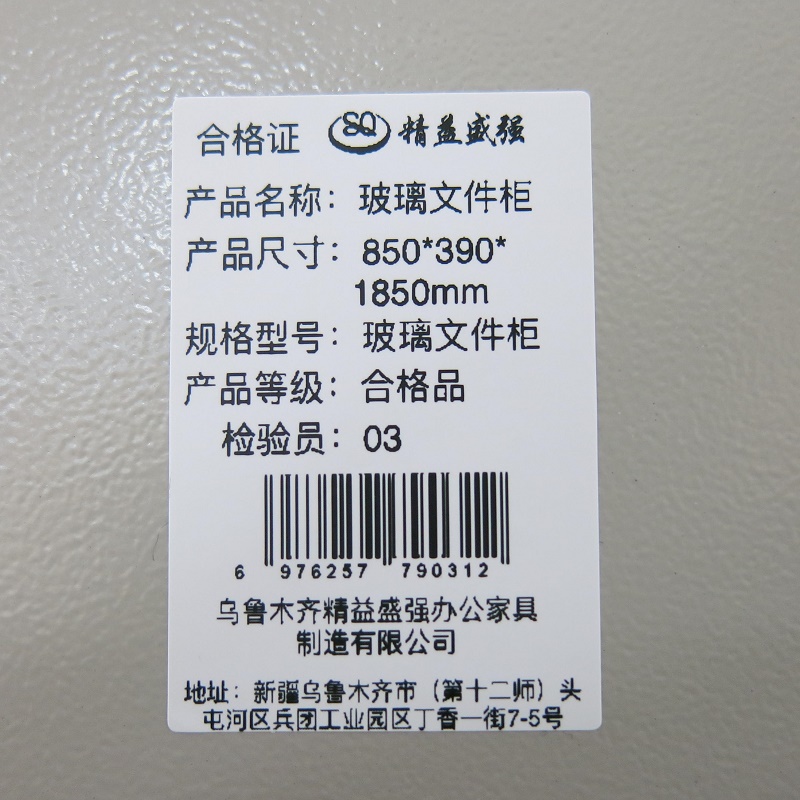 合格证 SQ 精益盛强
产品名称：玻璃文件柜
产品尺寸：850*390*
1850mm
规格型号：玻璃文件柜
产品等级：合格品
检验员：03
6 976257 790312
乌鲁木齐精益盛强办公家具
制造有限公司
地址：新疆乌鲁木齐市（第十二师）头
屯河区兵团工业园区丁香一街7-5号